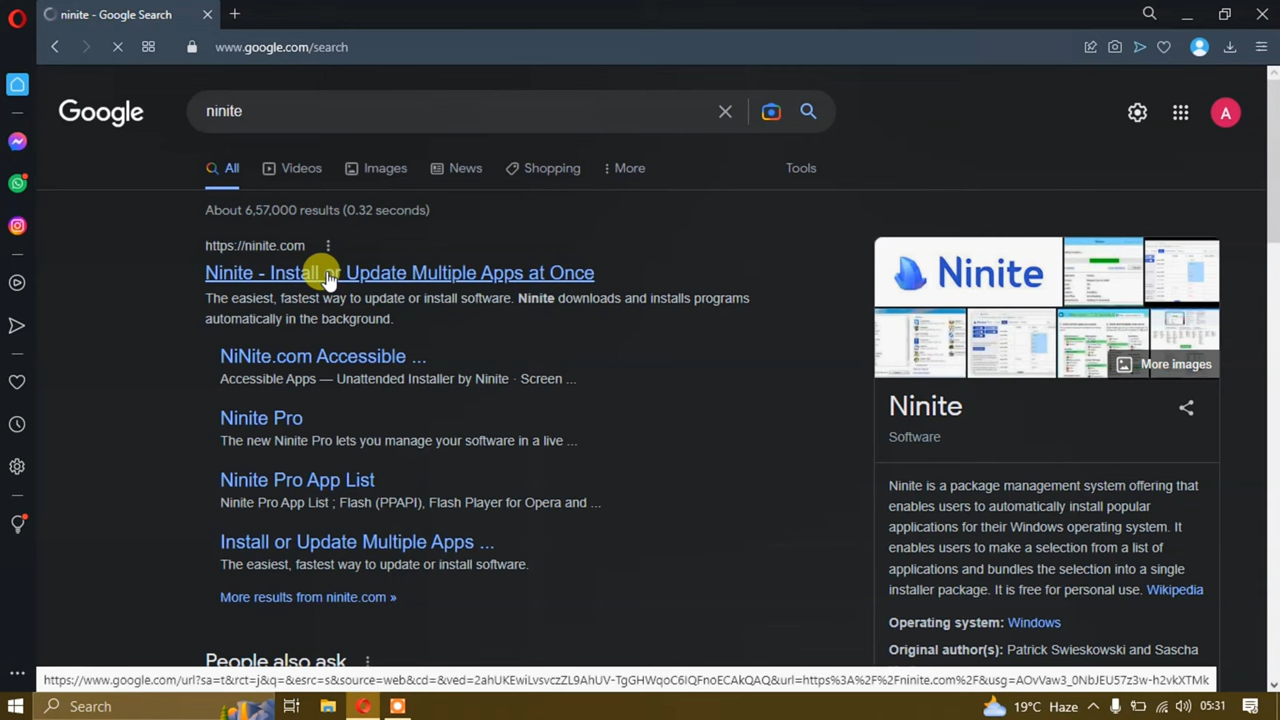 ninite - Google Search
www.google.com/search
Google
ninite
A
All
Videos
Images
News
Shopping
More
Tools
About 6,57,000 results (0.32 seconds)
https://ninite.com
Ninite - Install or Update Multiple Apps at Once
The easiest, fastest way to update or install software. Ninite downloads and installs programs
automatically in the background.
NiNite.com Accessible ...
Accessible Apps — Unattended Installer by Ninite · Screen ...
Ninite Pro
The new Ninite Pro lets you manage your software in a live ...
Ninite Pro App List
Ninite Pro App List ; Flash (PPAPI), Flash Player for Opera and ...
Install or Update Multiple Apps ...
The easiest, fastest way to update or install software.
More results from ninite.com »
People also ask
Ninite
More images
Ninite
Software
Ninite is a package management system offering that
enables users to automatically install popular
applications for their Windows operating system. It
enables users to make a selection from a list of
applications and bundles the selection into a single
installer package. It is free for personal use. Wikipedia
Operating system: Windows
Original author(s): Patrick Swieskowski and Sascha
https://www.google.com/url?sa=t&rct=j&q=&esrc=s&source=web&cd=&ved=2ahUKEwiLvsvczZL9AhUV-TgGHWqoC6IQFnoECAkQAQ&url=https%3A%2F%2Fninite.com%2F&usg=AOvVaw3_0NbJEU57z3w-h2vkXTMk
Search
19°C Haze
05:31